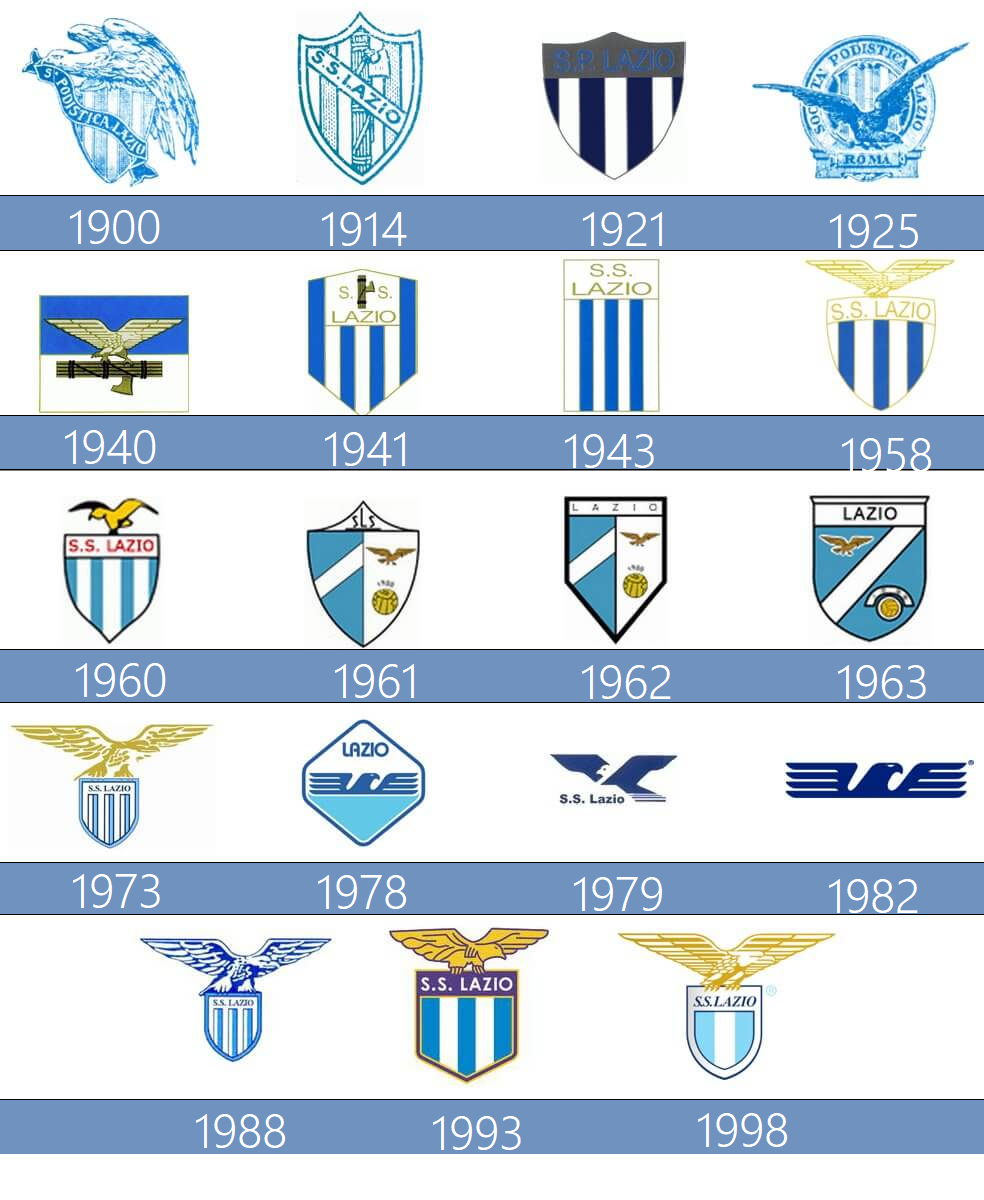 Sᵃ PODISTICA LAZIO
S.S. LAZIO
S.P. LAZIO
SOCIETA' PODISTICA LAZIO
ROMA
1900
1914
1921
1925
S. S.
LAZIO
S.S.
LAZIO
S.S. LAZIO
1940
1941
1943
1958
S.S. LAZIO
SLS
1900
LAZIO
1900
LAZIO
1960
1961
1962
1963
S.S. LAZIO
LAZIO
S.S. Lazio
®
1973
1978
1979
1982
S.S. LAZIO
S.S. LAZIO
S.S. LAZIO
®
1988
1993
1998